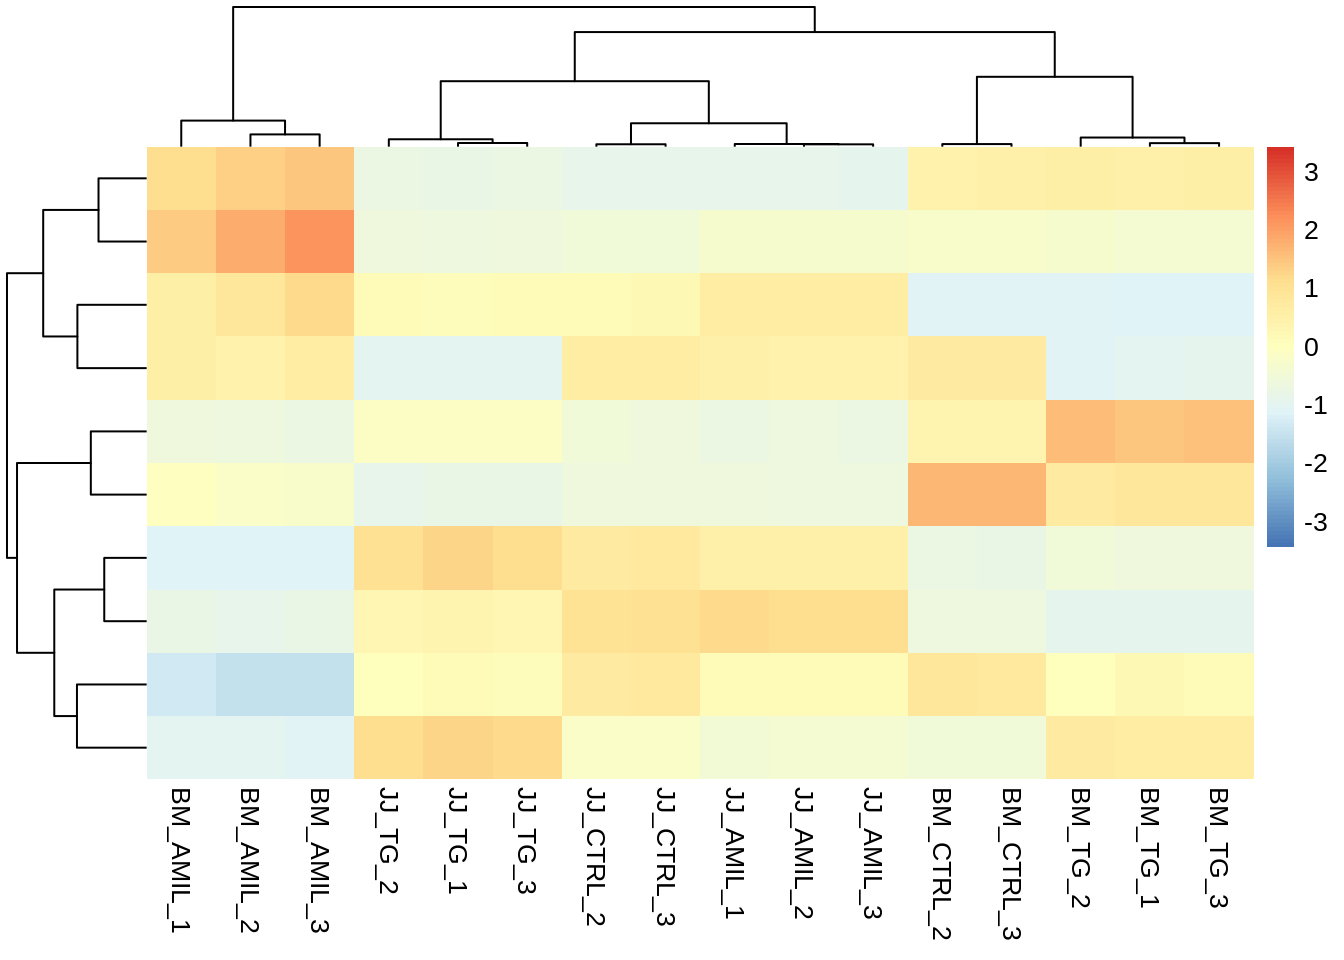 3
2
1
0
-1
-2
-3
BM_AMIL_1
BM_AMIL_2
BM_AMIL_3
JJ_TG_2
JJ_TG_1
JJ_TG_3
JJ_CTRL_2
JJ_CTRL_3
JJ_AMIL_1
JJ_AMIL_2
JJ_AMIL_3
BM_CTRL_2
BM_CTRL_3
BM_TG_2
BM_TG_1
BM_TG_3